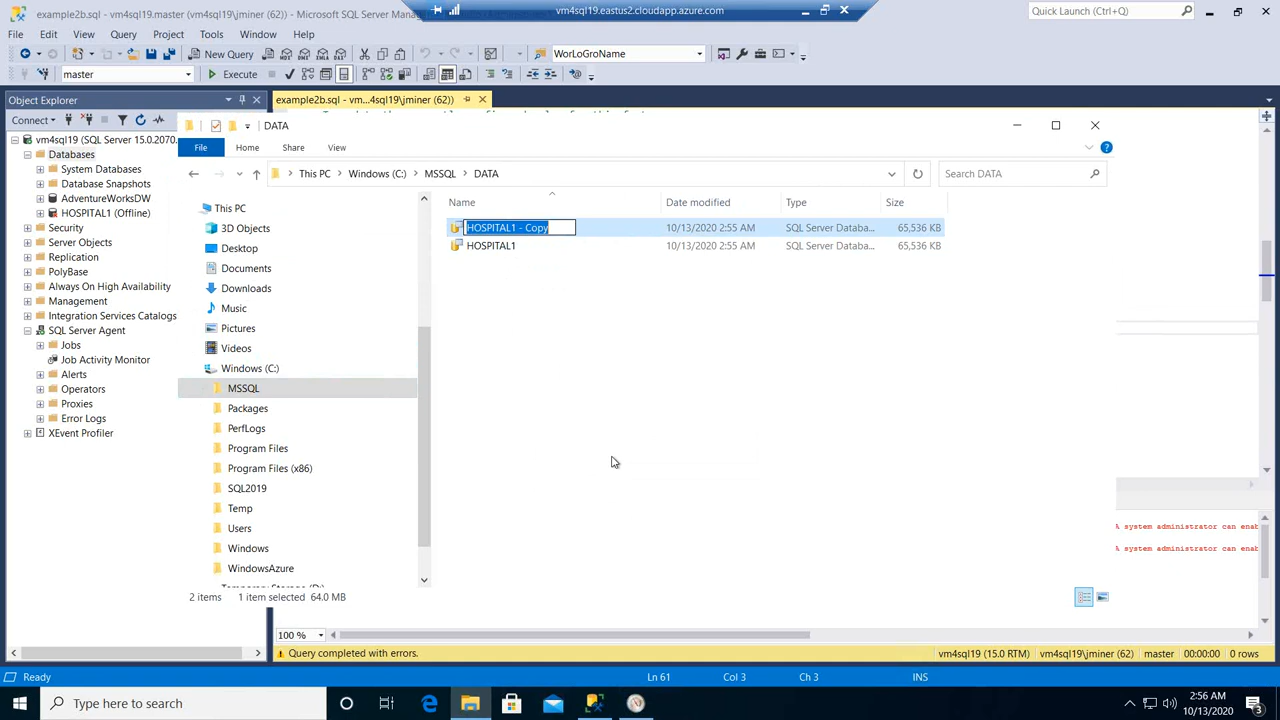 example2b.sql - vm4sql19.master (vm4sql19\jminer (62)) - Microsoft SQL Server Man
vm4sql19.eastus2.cloudapp.azure.com
Quick Launch (Ctrl+Q)
File Edit View Query Project Tools Window Help
New Query
WorLoGroName
master
Execute
Object Explorer
example2b.sql - vm...4sql19\jminer (62))
Connect
DATA
File Home Share View
This PC > Windows (C:) > MSSQL > DATA
Search DATA
Name Date modified Type Size
HOSPITAL1 - Copy 10/13/2020 2:55 AM SQL Server Databa... 65,536 KB
HOSPITAL1 10/13/2020 2:55 AM SQL Server Databa... 65,536 KB
vm4sql19 (SQL Server 15.0.2070.
Databases
System Databases
Database Snapshots
AdventureWorksDW
HOSPITAL1 (Offline)
Security
Server Objects
Replication
PolyBase
Always On High Availability
Management
Integration Services Catalogs
SQL Server Agent
Jobs
Job Activity Monitor
Alerts
Operators
Proxies
Error Logs
XEvent Profiler
This PC
3D Objects
Desktop
Documents
Downloads
Music
Pictures
Videos
Windows (C:)
MSSQL
Packages
PerfLogs
Program Files
Program Files (x86)
SQL2019
Temp
Users
Windows
WindowsAzure
2 items 1 item selected 64.0 MB
system administrator can enab
system administrator can enab
100 %
Query completed with errors.
vm4sql19 (15.0 RTM) vm4sql19\jminer (62) master 00:00:00 0 rows
Ready
Ln 61 Col 3 Ch 3 INS
Type here to search
2:56 AM
10/13/2020
3